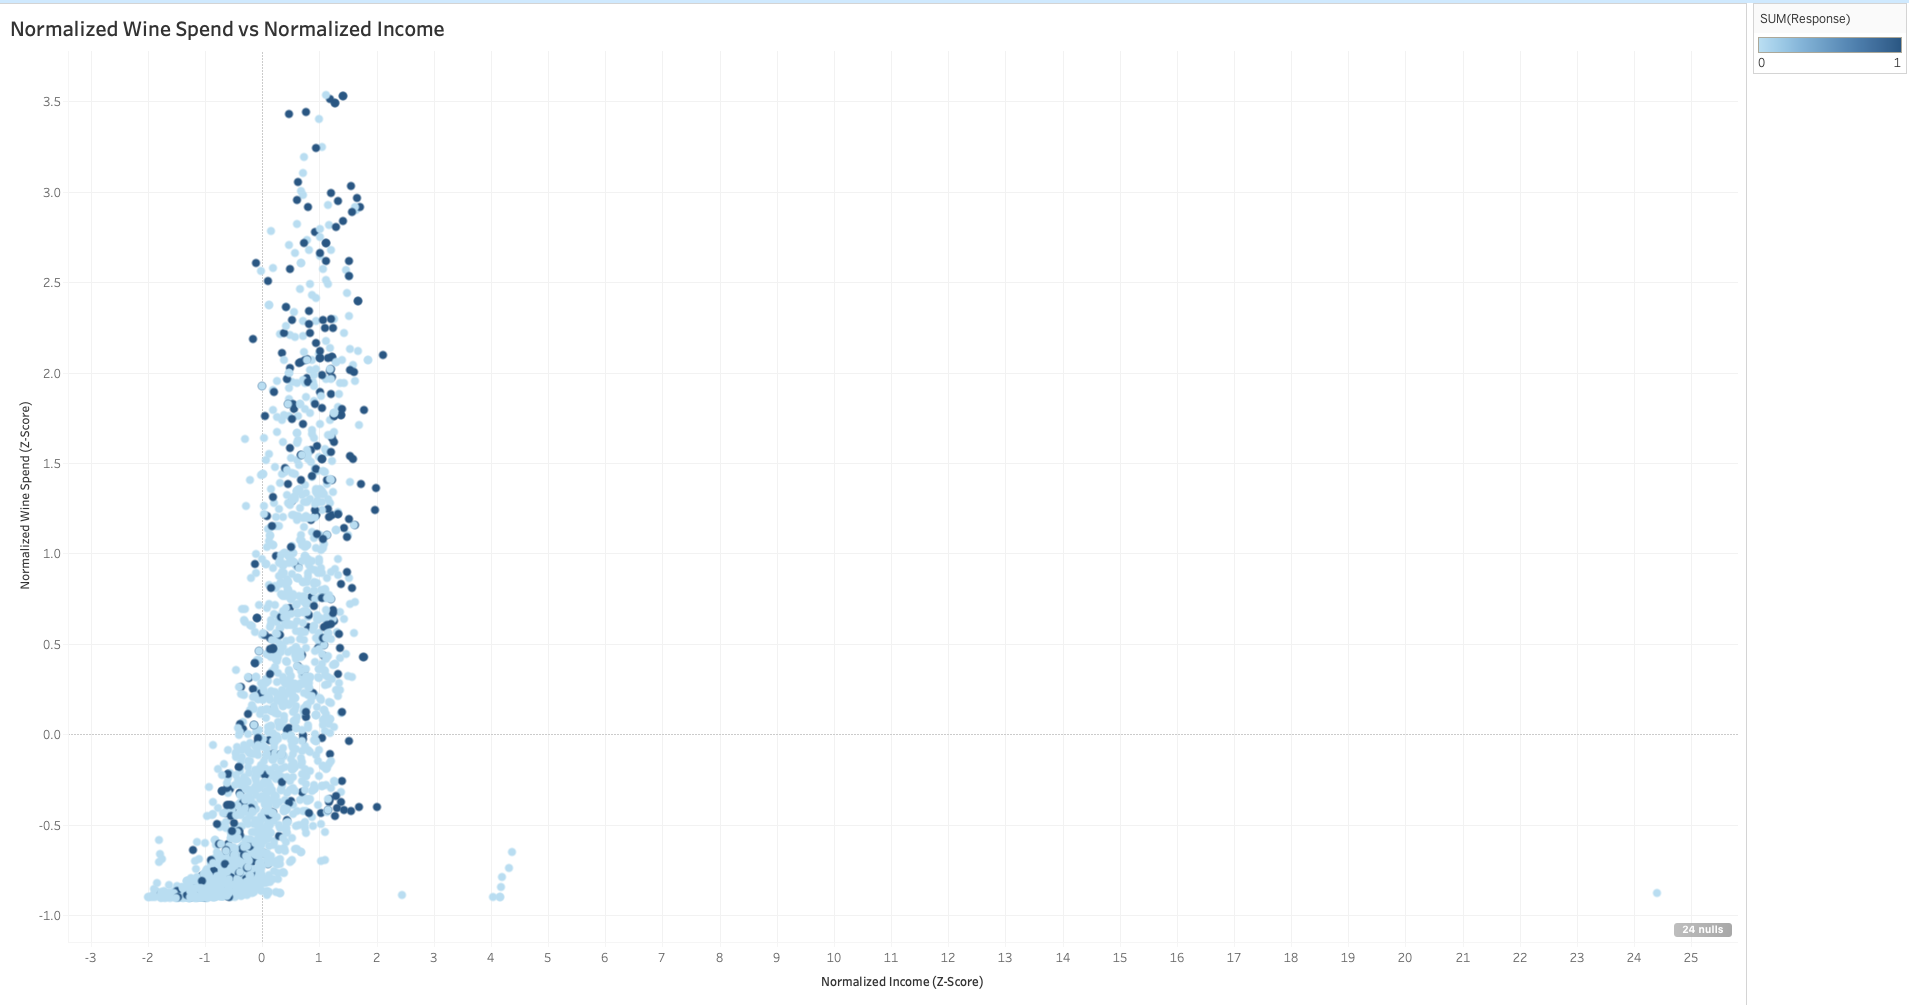 Normalized Wine Spend vs Normalized Income
SUM(Response)
0 1
3.5
3.0
2.5
2.0
1.5
1.0
0.5
0.0
-0.5
-1.0
Normalized Wine Spend (Z-Score)
24 nulls
-3 -2 -1 0 1 2 3 4 5 6 7 8 9 10 11 12 13 14 15 16 17 18 19 20 21 22 23 24 25
Normalized Income (Z-Score)